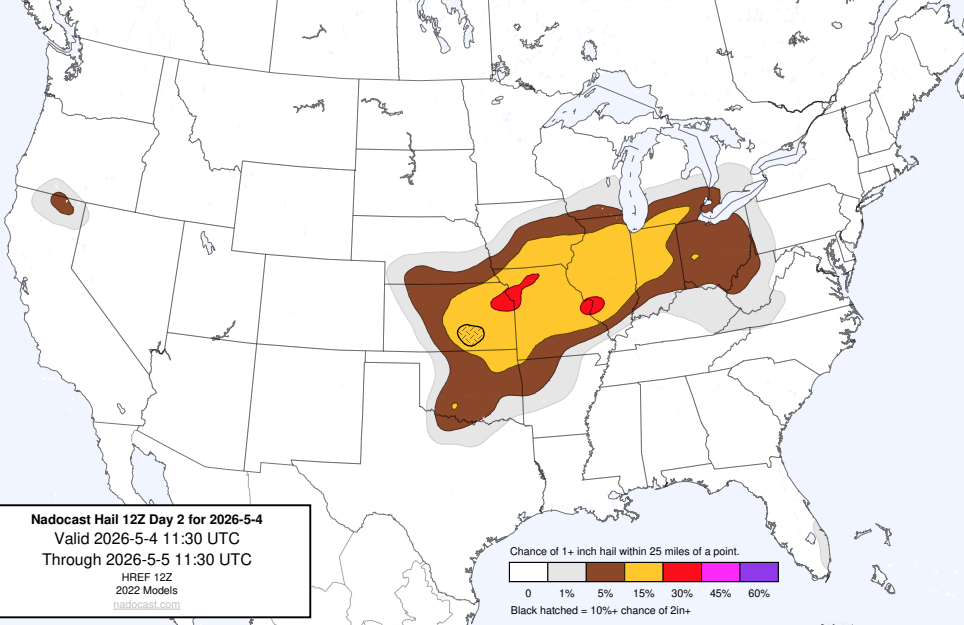 Nadocast Hail 12Z Day 2 for 2026-5-4
Valid 2026-5-4 11:30 UTC
Through 2026-5-5 11:30 UTC
HREF 12Z
2022 Models
nadocast.com
Chance of 1+ inch hail within 25 miles of a point.
0 1% 5% 15% 30% 45% 60%
Black hatched = 10%+ chance of 2in+